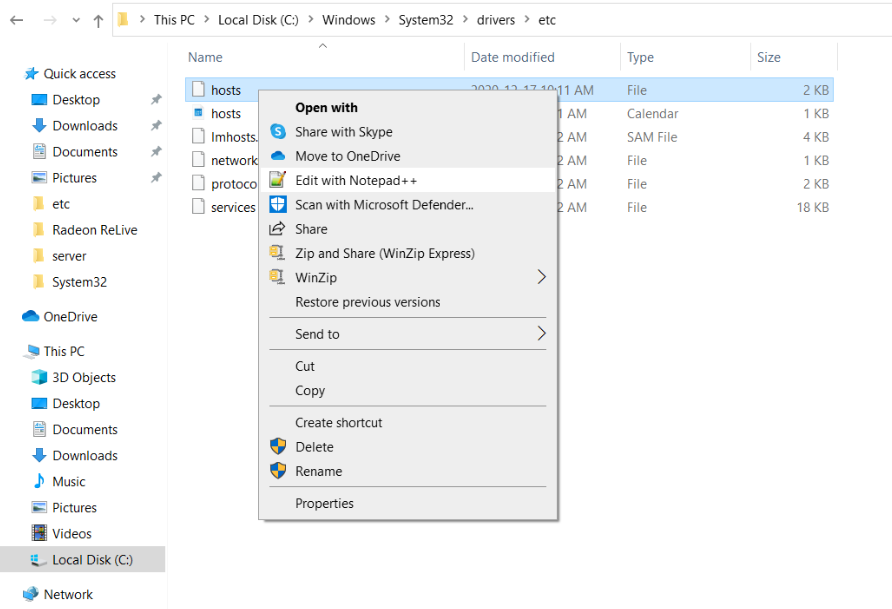 This PC > Local Disk (C:) > Windows > System32 > drivers > etc
Name Date modified Type Size
Quick access
Desktop
Downloads
Documents
Pictures
etc
Radeon ReLive
server
System32
OneDrive
This PC
3D Objects
Desktop
Documents
Downloads
Music
Pictures
Videos
Local Disk (C:)
Network
hosts 2020-12-17 10:11 AM File 2 KB
hosts 1 AM Calendar 1 KB
lmhosts. 2 AM SAM File 4 KB
network 2 AM File 1 KB
protoco 2 AM File 2 KB
services 2 AM File 18 KB
Open with
Share with Skype
Move to OneDrive
Edit with Notepad++
Scan with Microsoft Defender...
Share
Zip and Share (WinZip Express)
WinZip
Restore previous versions
Send to
Cut
Copy
Create shortcut
Delete
Rename
Properties